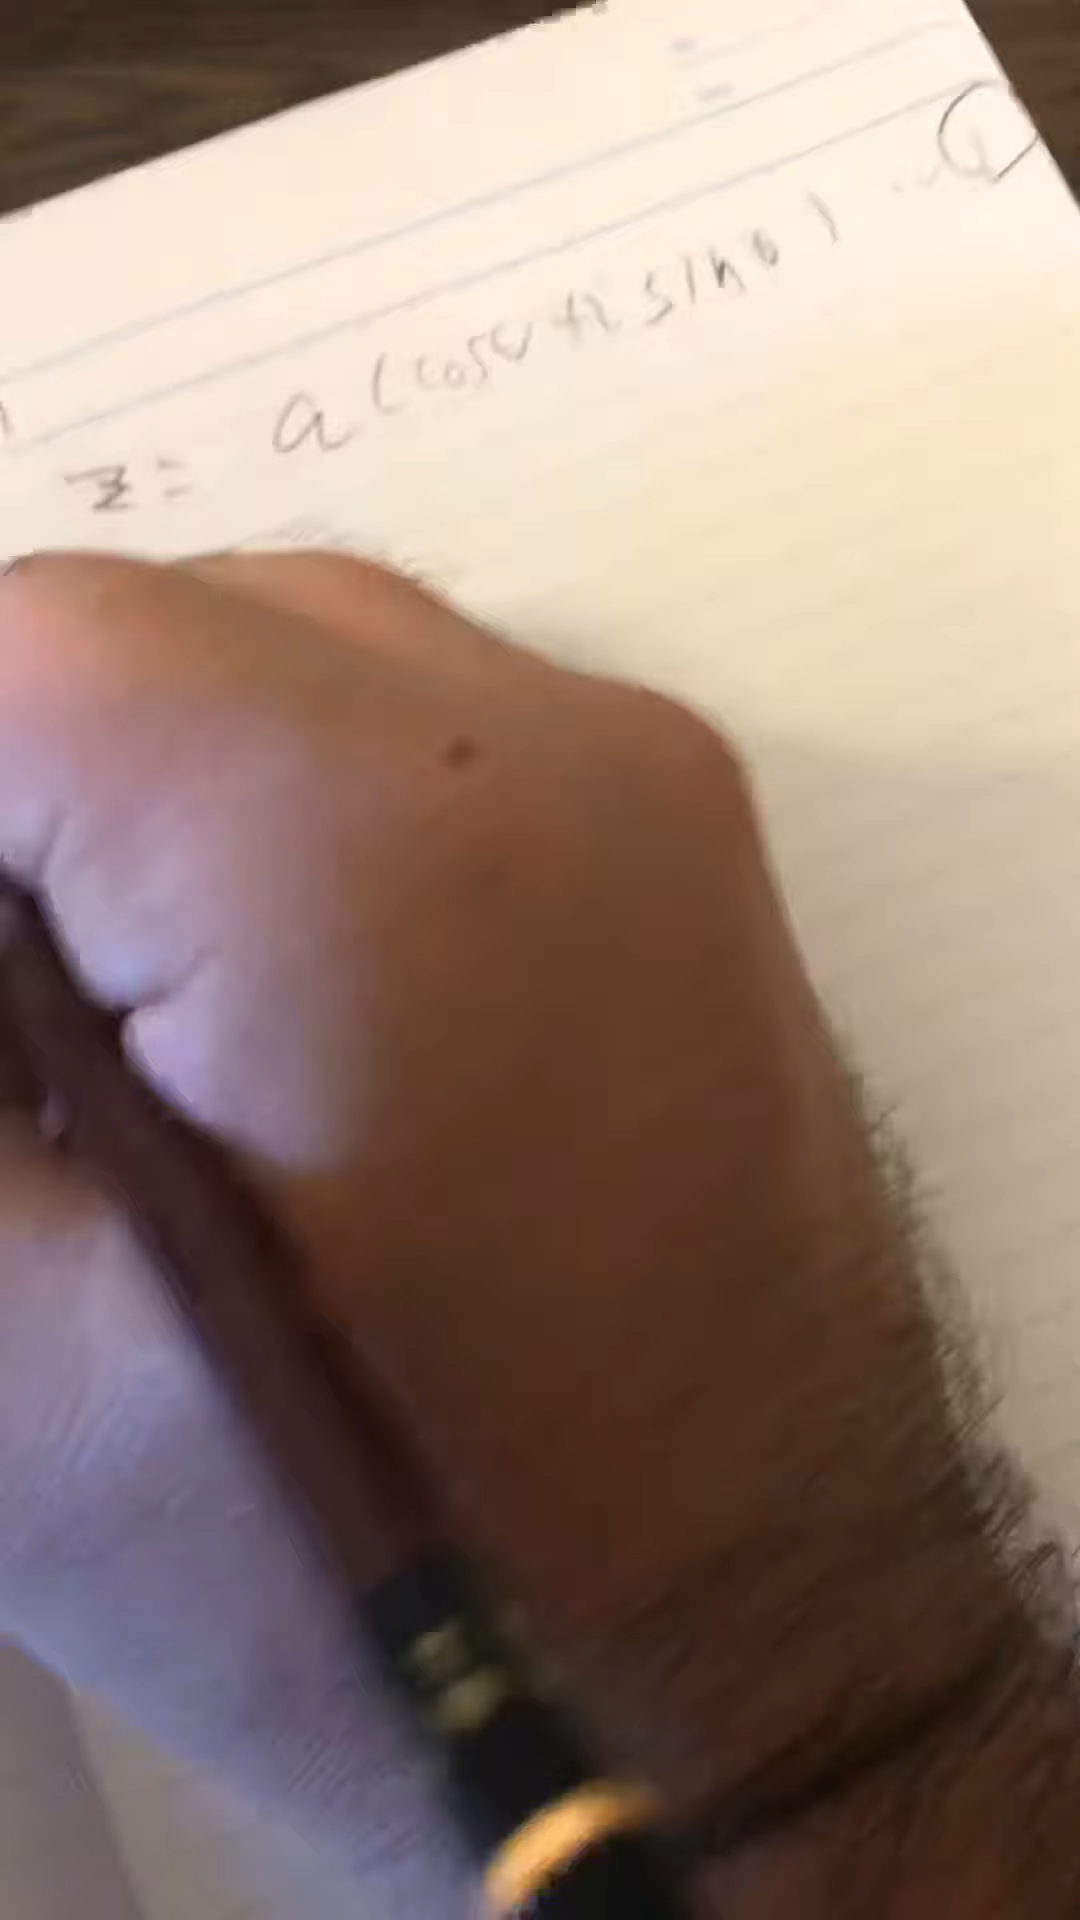 z = a (cosθ + i sinθ)